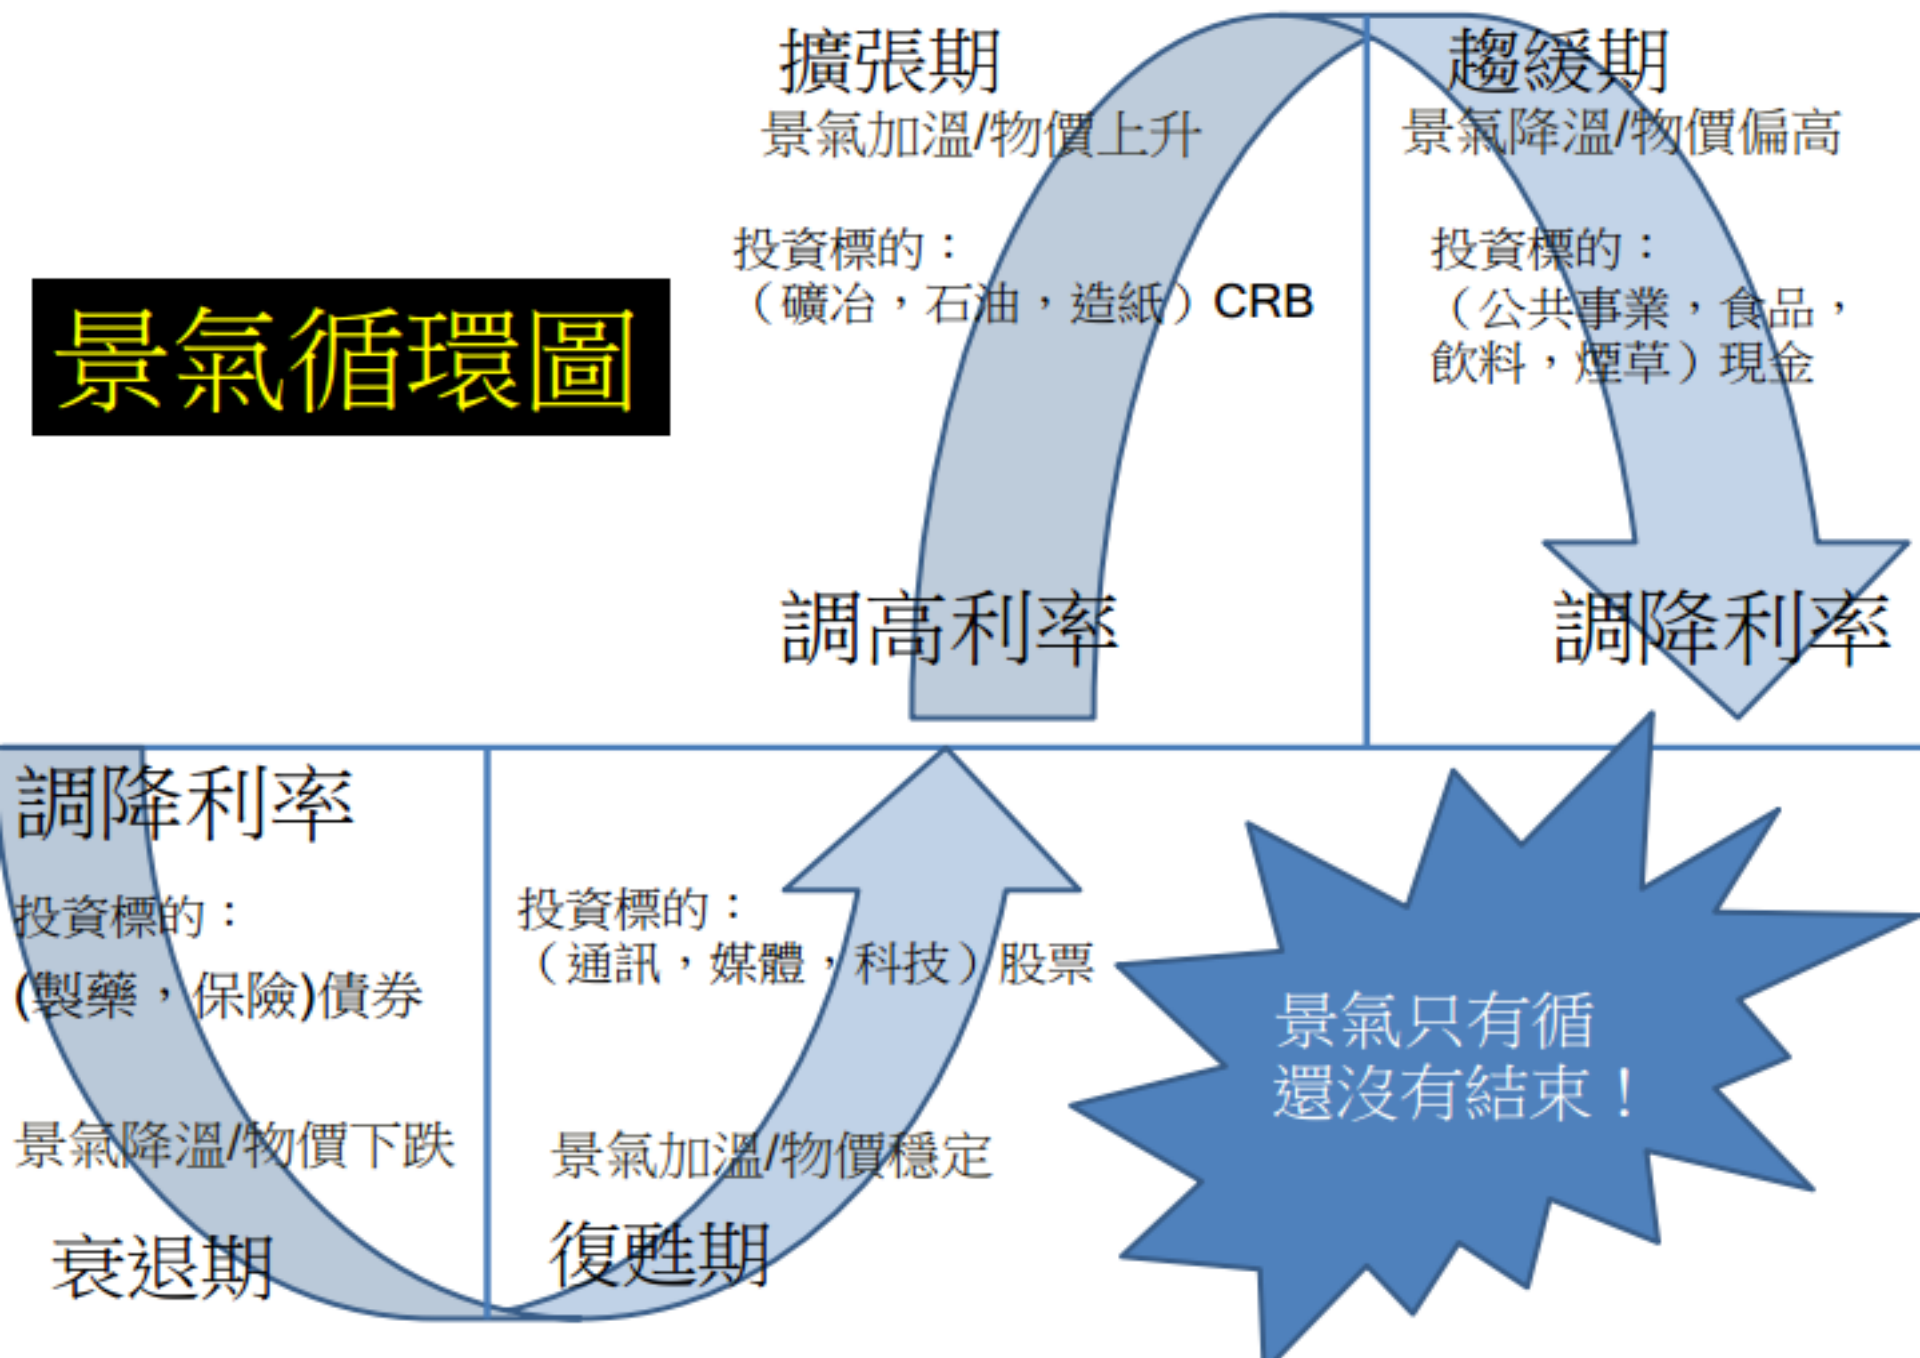 景氣循環圖
擴張期
景氣加溫/物價上升
投資標的：
（礦冶，石油，造紙）CRB
調高利率
趨緩期
景氣降溫/物價偏高
投資標的：
（公共事業，食品，
飲料，煙草）現金
調降利率
調降利率
投資標的：
(製藥，保險)債券
景氣降溫/物價下跌
衰退期
投資標的：
（通訊，媒體，科技）股票
景氣加溫/物價穩定
復甦期
景氣只有循
還沒有結束！